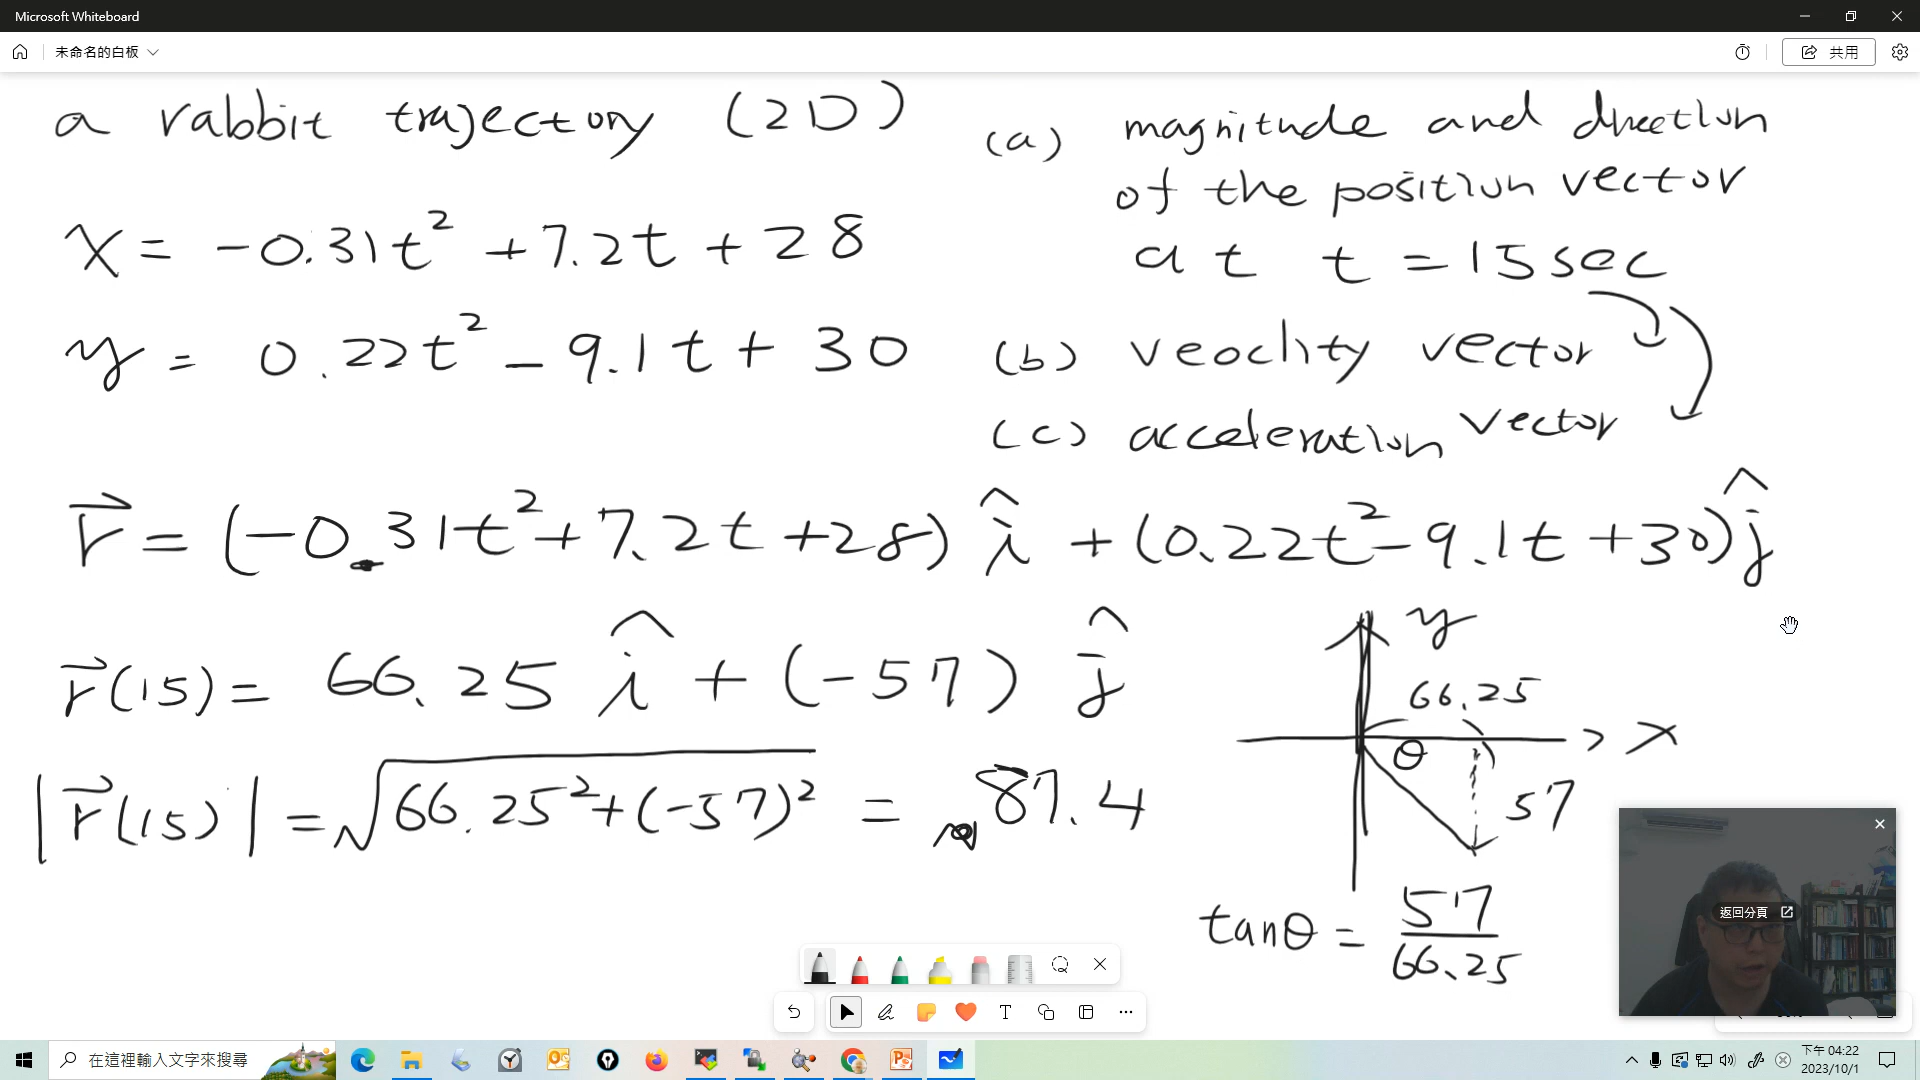 Microsoft Whiteboard
未命名的白板
共用
a rabbit trajectory (2D)
x = -0.31t² + 7.2t + 28
y = 0.22t² - 9.1t + 30
(a) magnitude and direction
of the position vector
at t = 15 sec
(b) veoclity vector
(c) acceleration vector
r⃗ = (-0.31t² + 7.2t + 28) î + (0.22t² - 9.1t + 30) ĵ
r⃗(15) = 66.25 î + (-57) ĵ
|r⃗(15)| = √66.25² + (-57)² = 87.4
y
66.25
θ
x
57
tanθ = 57/66.25
返回分頁
T
在這裡輸入文字來搜尋
下午 04:22
2023/10/1